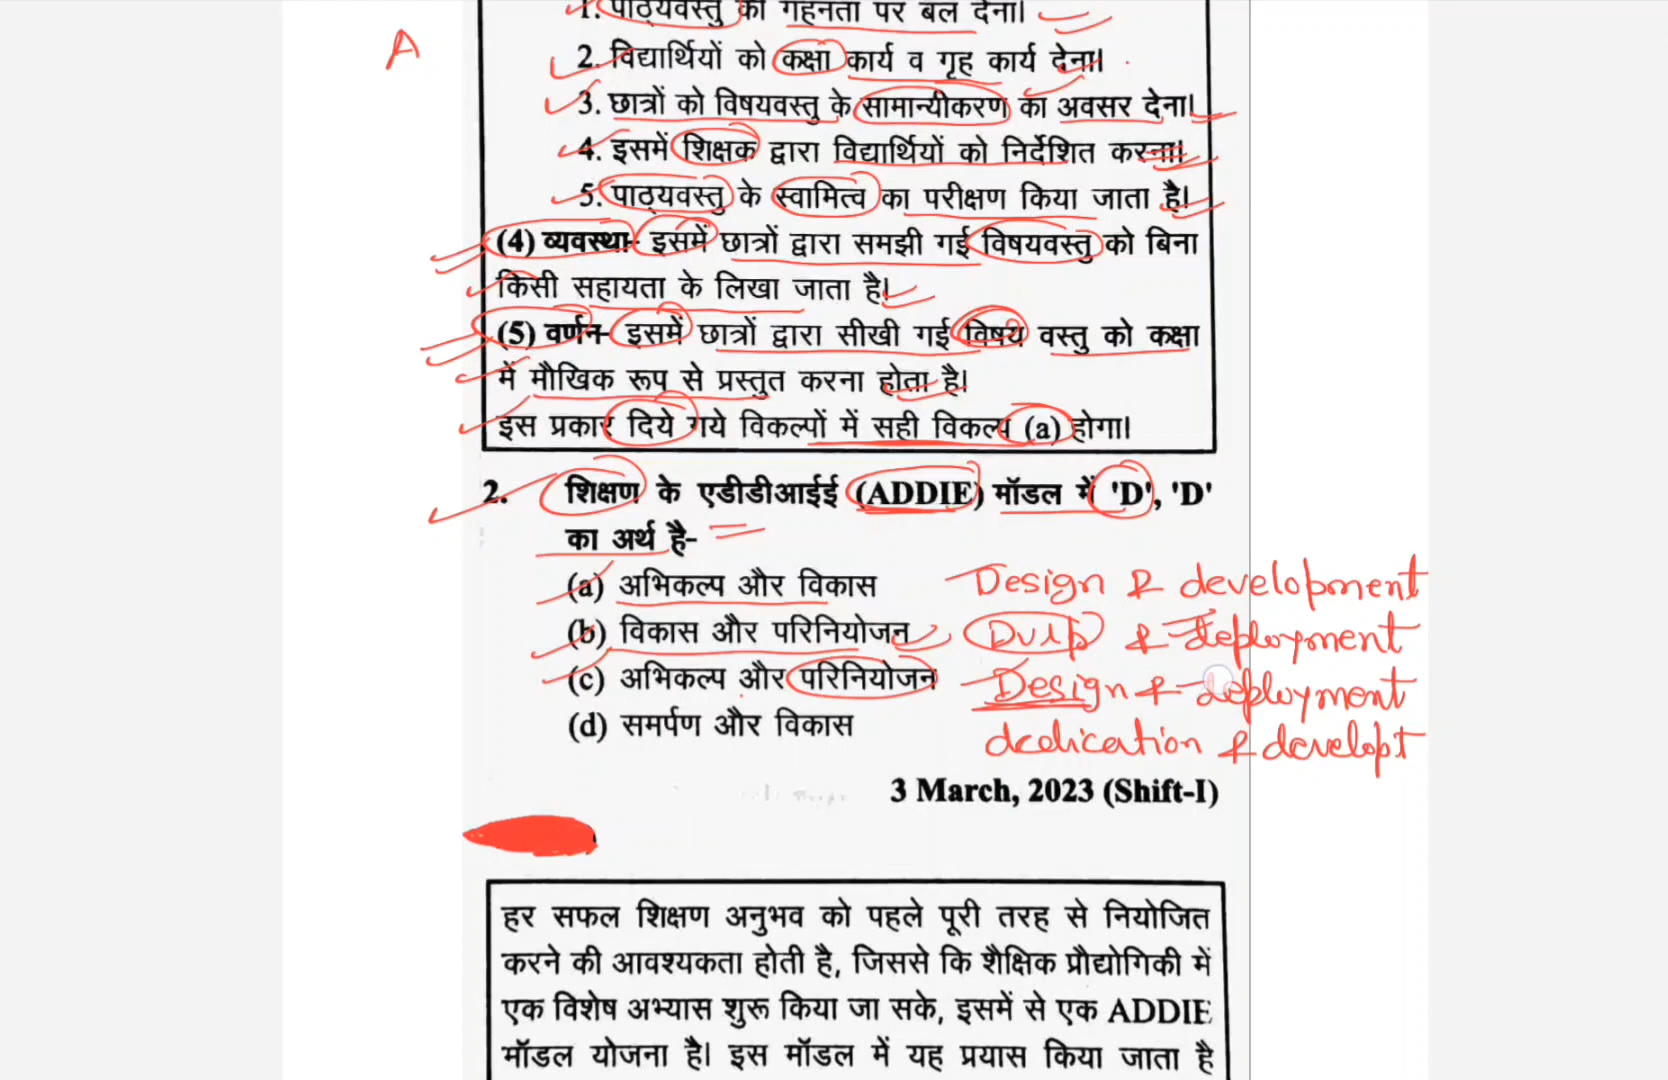 1. पाठ्यवस्तु की गहनता पर बल देना।
A
2. विद्यार्थियों को कक्षा कार्य व गृह कार्य देना।
3. छात्रों को विषयवस्तु के सामान्यीकरण का अवसर देना।
4. इसमें शिक्षक द्वारा विद्यार्थियों को निर्देशित करना।
5. पाठ्यवस्तु के स्वामित्व का परीक्षण किया जाता है।
(4) व्यवस्था- इसमें छात्रों द्वारा समझी गई विषयवस्तु को बिना
किसी सहायता के लिखा जाता है।
(5) वर्णन- इसमें छात्रों द्वारा सीखी गई विषय वस्तु को कक्षा
में मौखिक रूप से प्रस्तुत करना होता है।
इस प्रकार दिये गये विकल्पों में सही विकल्प (a) होगा।
2. शिक्षण के एडीडीआईई (ADDIE) मॉडल में 'D', 'D'
का अर्थ है-
(a) अभिकल्प और विकास Design & development
(b) विकास और परिनियोजन & deployment
(c) अभिकल्प और परिनियोजन Design & deployment
(d) समर्पण और विकास dedication & developt
3 March, 2023 (Shift-I)
हर सफल शिक्षण अनुभव को पहले पूरी तरह से नियोजित
करने की आवश्यकता होती है, जिससे कि शैक्षिक प्रौद्योगिकी में
एक विशेष अभ्यास शुरू किया जा सके, इसमें से एक ADDIE
मॉडल योजना है। इस मॉडल में यह प्रयास किया जाता है